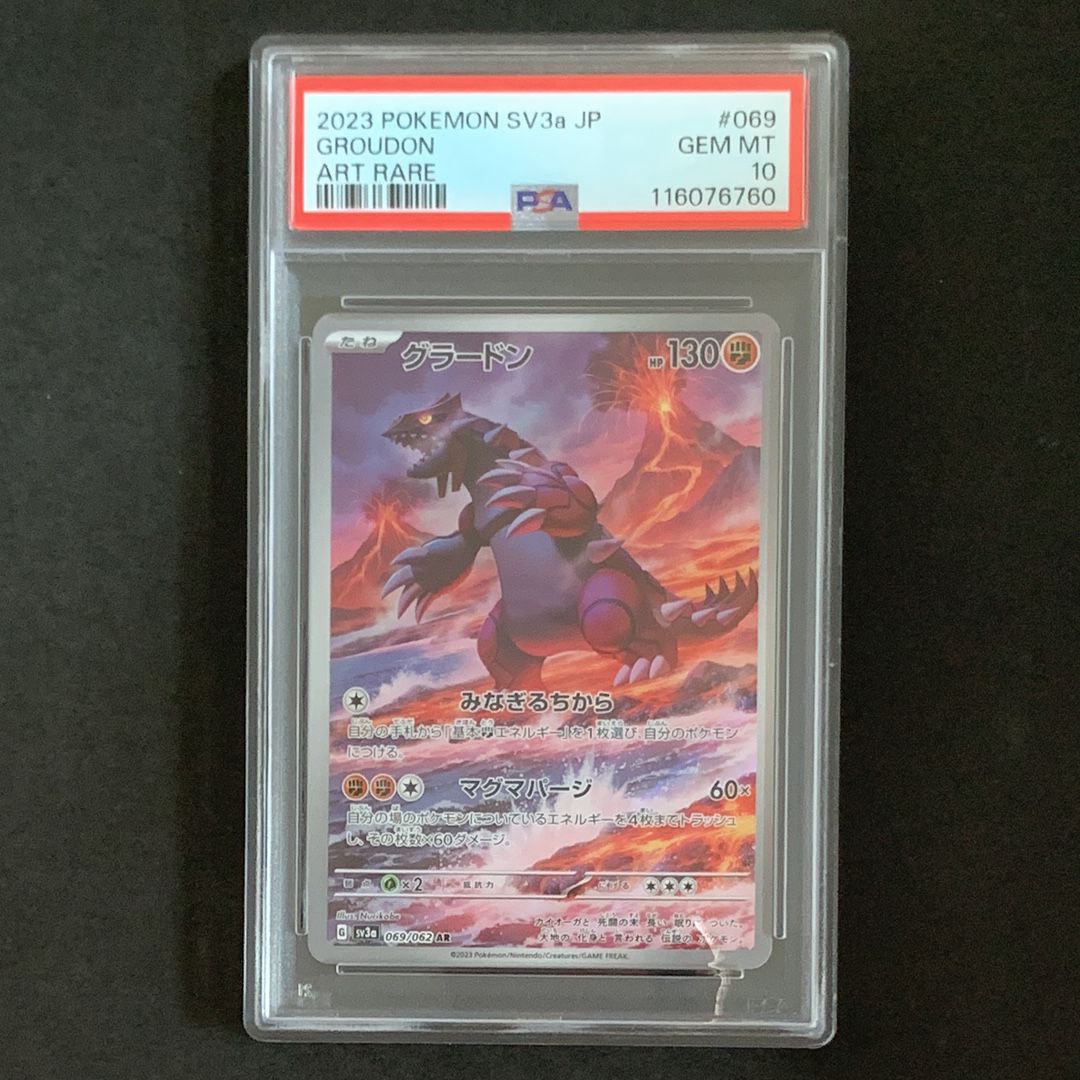 2023 POKEMON SV3a JP #069
GROUDON GEM MT
ART RARE 10
PSA 116076760
たね グラードン HP 130
みなぎるちから
自分の手札から「基本エネルギー」を1枚選び、自分のポケモン
につける。
マグマパージ 60×
自分の場のポケモンについているエネルギーを4枚までトラッシュ
し、その枚数×60ダメージ。
弱点 ×2 抵抗力 にげる
Illus. Nurikabe
カイオーガと 死闘の末 長い 眠りに ついた
G SV3a 069/062 AR 大地の 化身と 言われる 伝説の ポケモン。
©2023 Pokémon/Nintendo/Creatures/GAME FREAK.